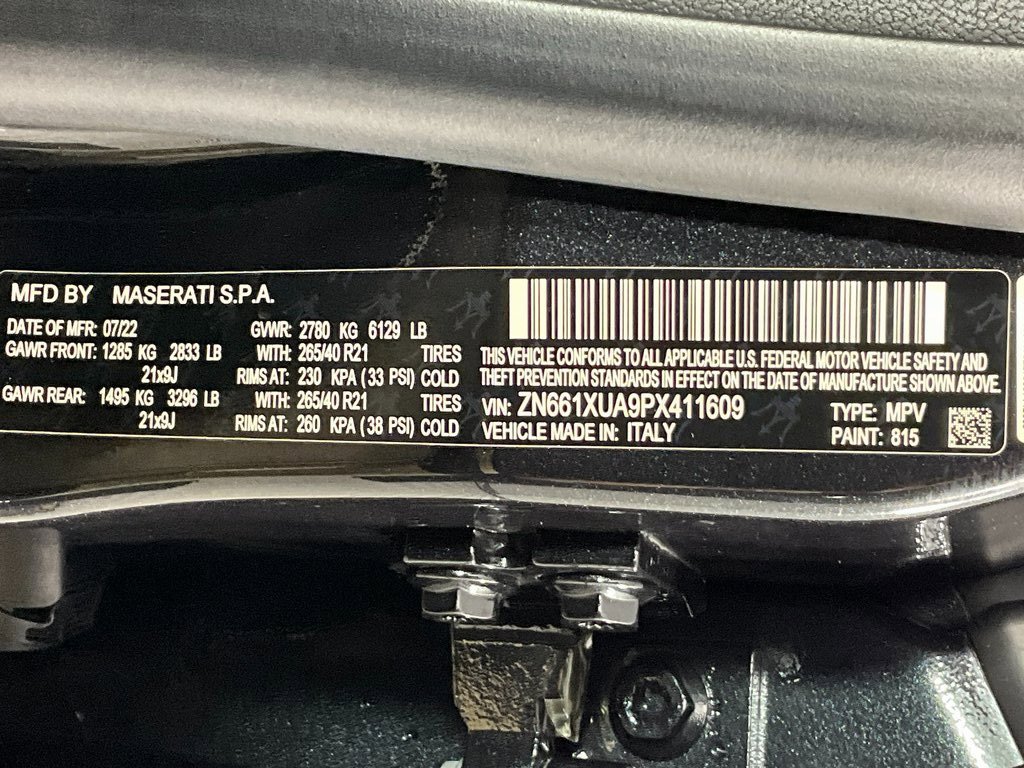 MFD BY MASERATI S.P.A.
DATE OF MFR: 07/22 GVWR: 2780 KG 6129 LB
GAWR FRONT: 1285 KG 2833 LB WITH: 265/40 R21 TIRES
21x9J RIMS AT: 230 KPA (33 PSI) COLD
GAWR REAR: 1495 KG 3296 LB WITH: 265/40 R21 TIRES
21x9J RIMS AT: 260 KPA (38 PSI) COLD
THIS VEHICLE CONFORMS TO ALL APPLICABLE U.S. FEDERAL MOTOR VEHICLE SAFETY AND
THEFT PREVENTION STANDARDS IN EFFECT ON THE DATE OF MANUFACTURE SHOWN ABOVE.
VIN: ZN661XUA9PX411609 TYPE: MPV
VEHICLE MADE IN: ITALY PAINT: 815